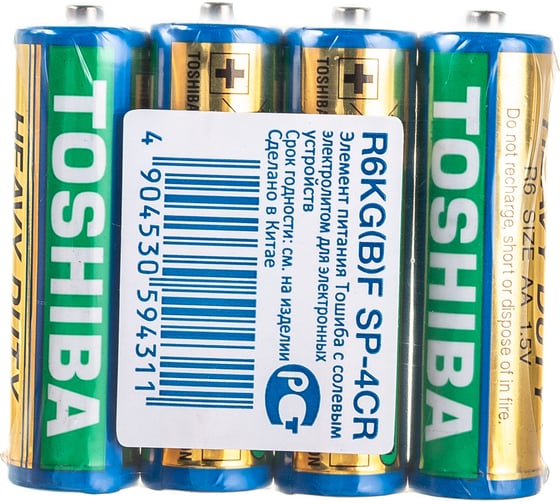 TOSHIBA
HEAVY DUTY
TOSHIBA
TOSHIBA
R6KG(B)F SP-4CR
Элемент питания Тошиба с солевым
электролитом для электронных
устройств
Срок годности: см. на изделии
Сделано в Китае
4 904530 594311
РСТ
TOSHIBA
HEAVY DUTY
R6 SIZE AA 1.5V
Do not recharge, short or dispose of in fire.